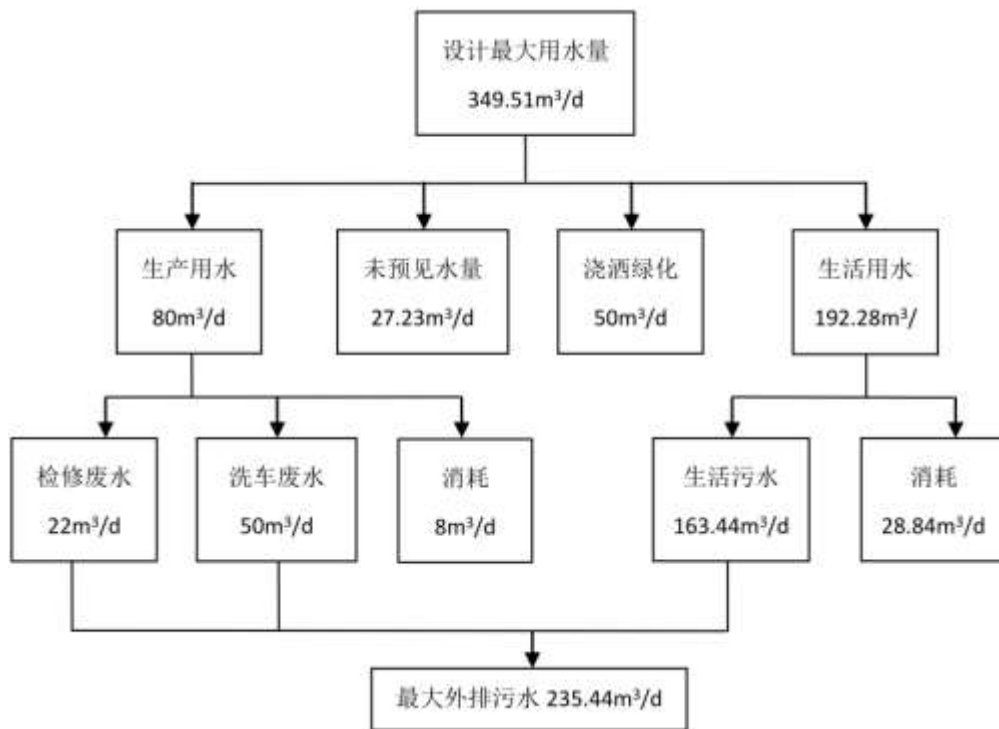 设计最大用水量
349.51m³/d
生产用水
80m³/d
未预见水量
27.23m³/d
浇洒绿化
50m³/d
生活用水
192.28m³/
检修废水
22m³/d
洗车废水
50m³/d
消耗
8m³/d
生活污水
163.44m³/d
消耗
28.84m³/d
最大外排污水 235.44m³/d